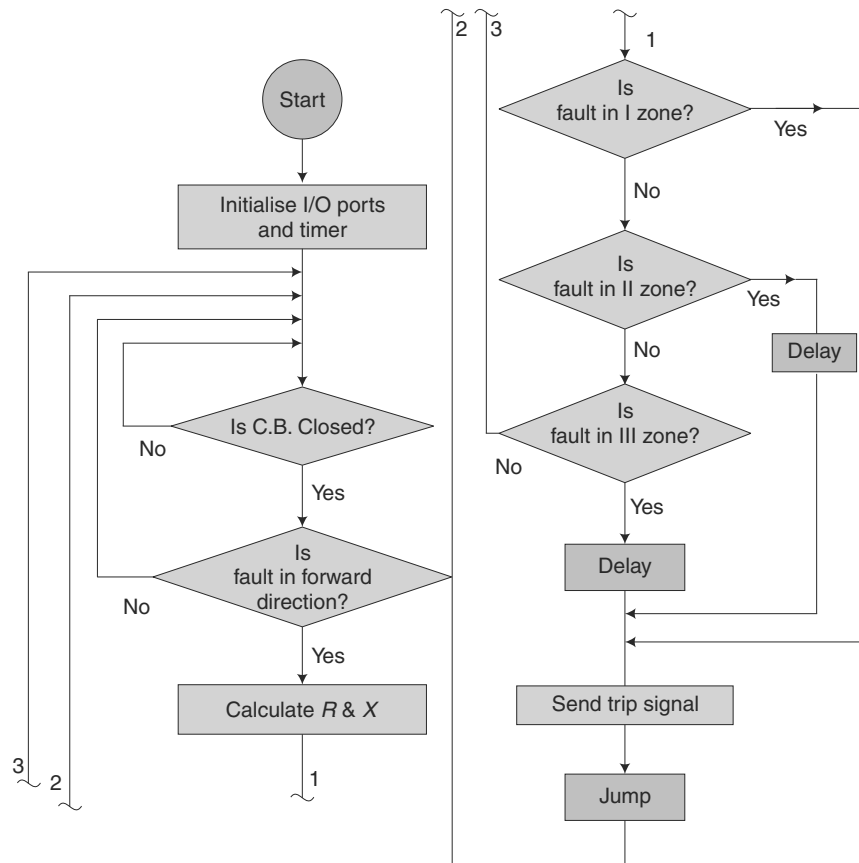 Start
Initialise I/O ports
and timer
Is C.B. Closed?
No
Yes
Is
fault in forward
direction?
No
Yes
Calculate R & X
3
2
1
2
3
1
Is
fault in I zone?
Yes
No
Is
fault in II zone?
Yes
No
Delay
Is
fault in III zone?
No
Yes
Delay
Send trip signal
Jump